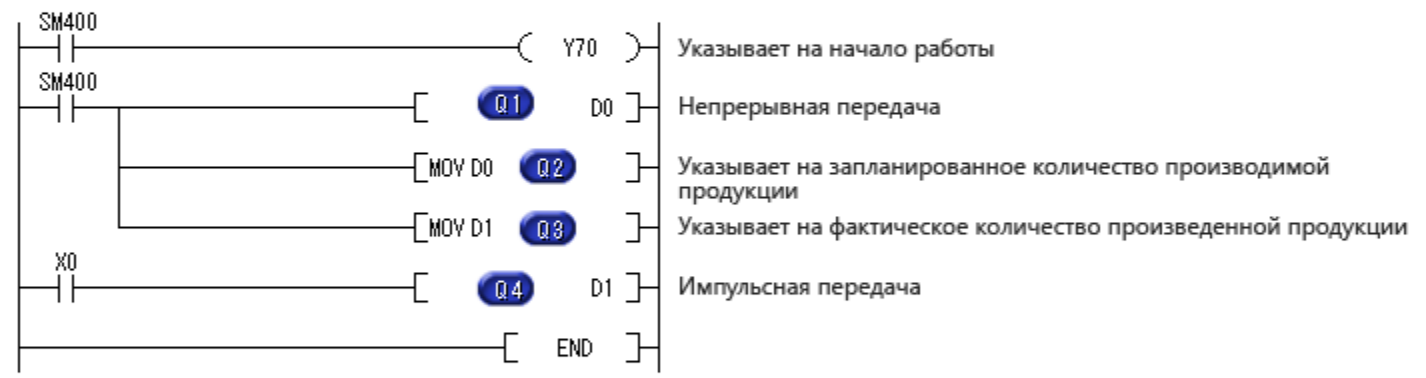 SM400
Y70 Указывает на начало работы
SM400
Q1 D0 Непрерывная передача
MOV D0 Q2 Указывает на запланированное количество производимой
продукции
MOV D1 Q3 Указывает на фактическое количество произведенной продукции
X0
Q4 D1 Импульсная передача
END